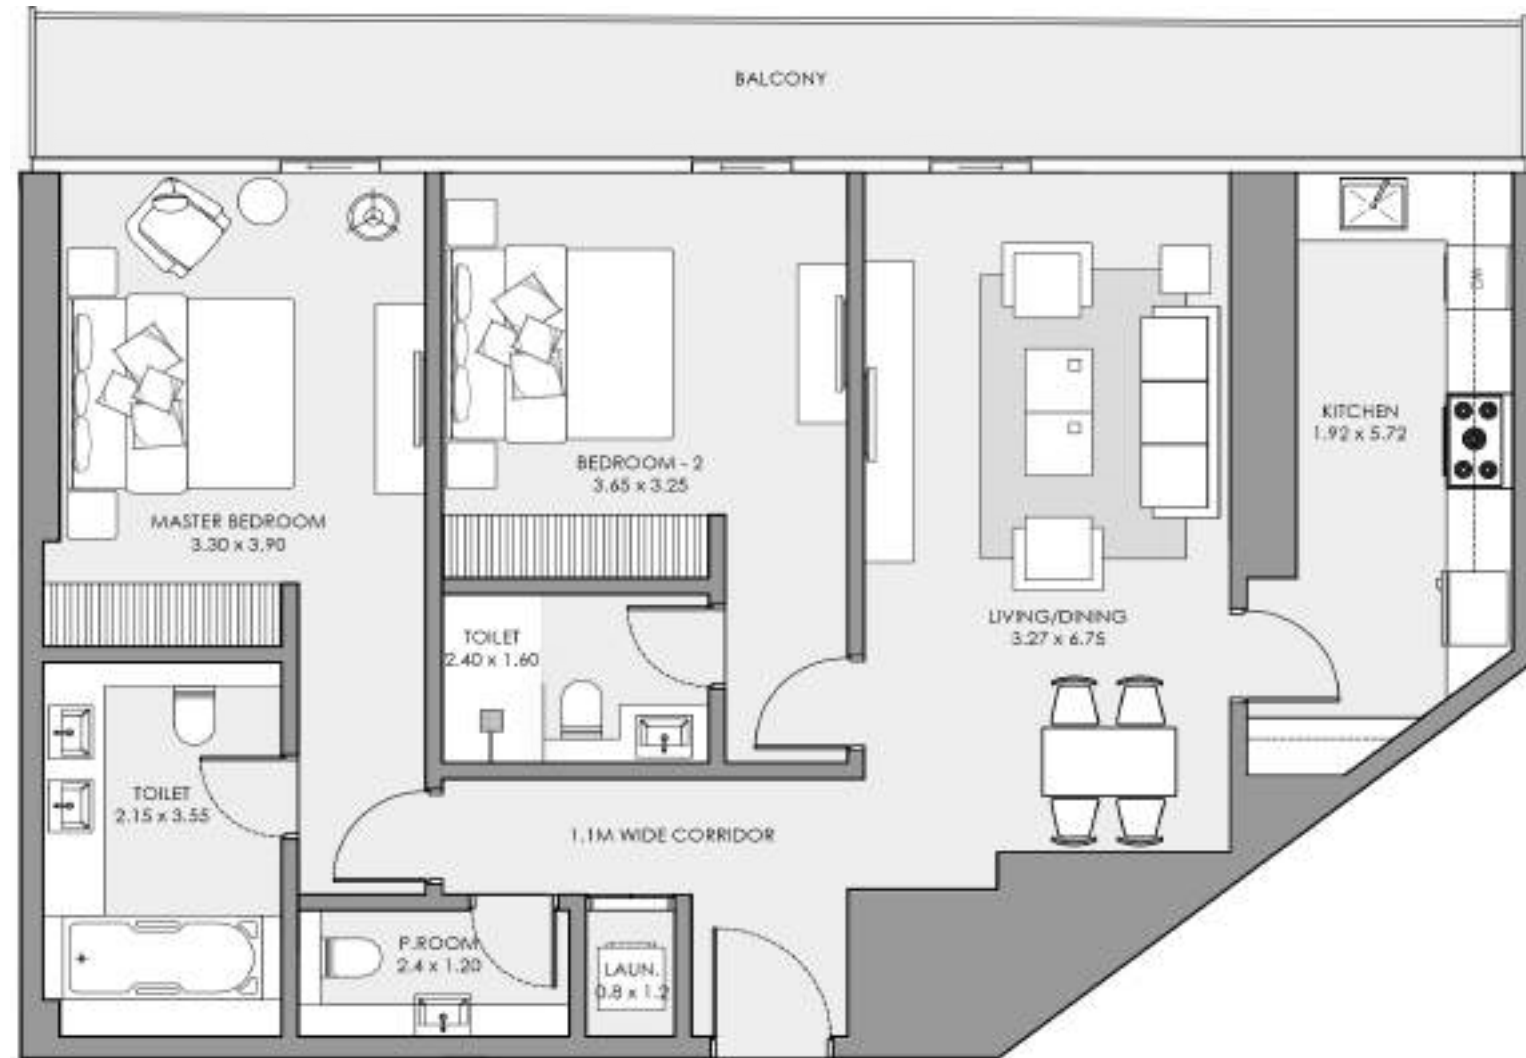 BALCONY
MASTER BEDROOM
3.30 x 3.90
BEDROOM - 2
3.65 x 3.25
TOILET
2.40 x 1.60
LIVING/DINING
3.27 x 6.75
KITCHEN
1.92 x 5.72
TOILET
2.15 x 3.55
1.1M WIDE CORRIDOR
P.ROOM
2.4 x 1.20
LAUN.
0.8 x 1.2